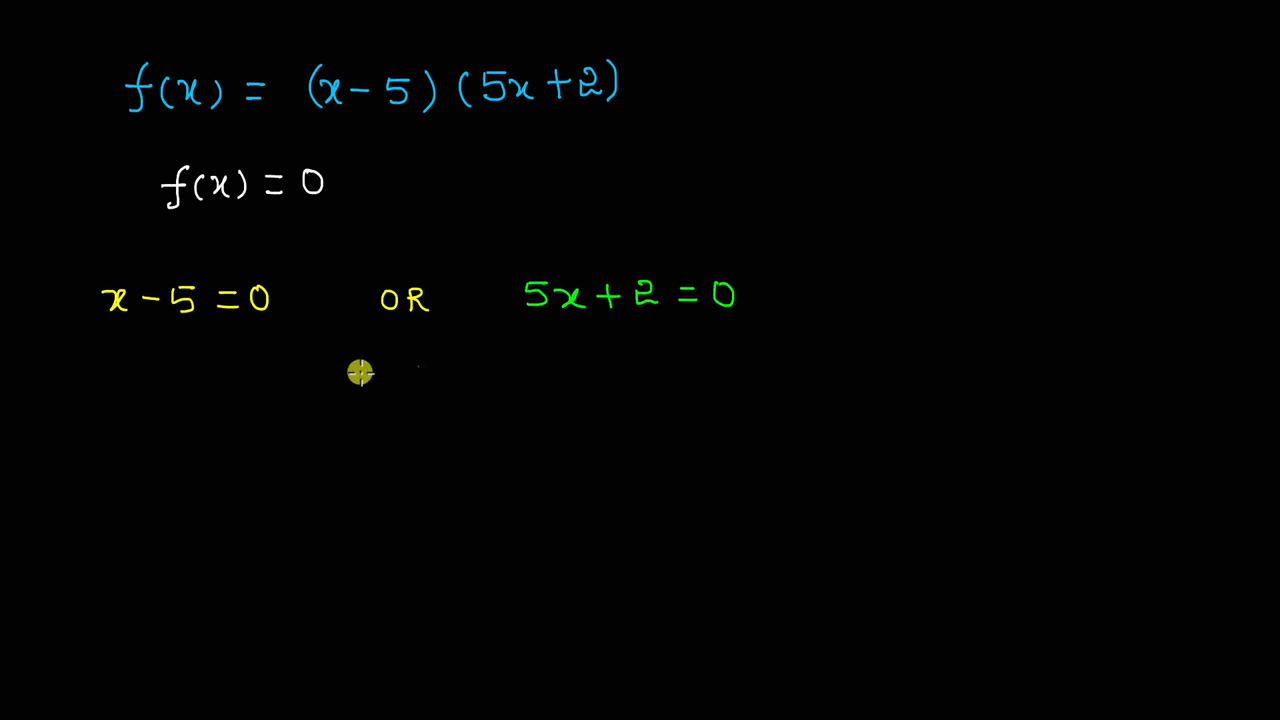 f(x) = (x-5) (5x+2)
f(x) = 0
x-5 = 0 OR 5x+2 = 0